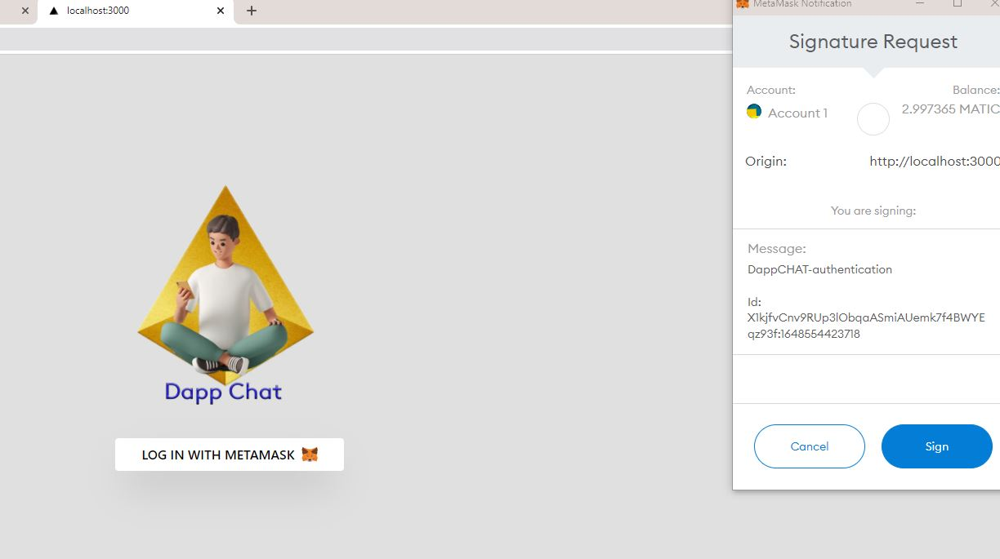 localhost:3000
MetaMask Notification
Signature Request
Account:
Balance:
Account 1
2.997365 MATIC
Origin:
http://localhost:3000
You are signing:
Message:
DappCHAT-authentication
Id:
X1kjfvCnv9RUp3lObqaASmiAUemk7f4BWYE
qz93f:1648554423718
Cancel
Sign
Dapp Chat
LOG IN WITH METAMASK